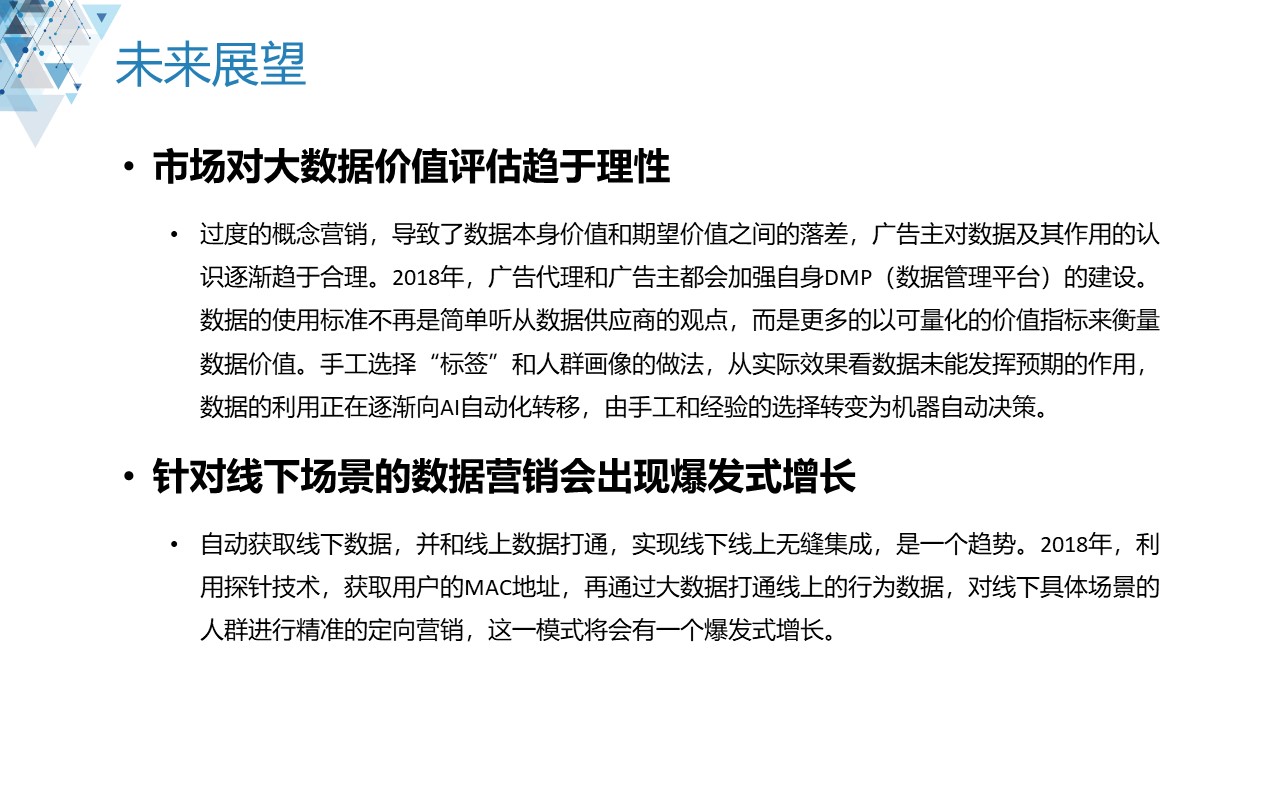 未来展望
• 市场对大数据价值评估趋于理性
• 过度的概念营销，导致了数据本身价值和期望价值之间的落差，广告主对数据及其作用的认
识逐渐趋于合理。2018年，广告代理和广告主都会加强自身DMP（数据管理平台）的建设。
数据的使用标准不再是简单听从数据供应商的观点，而是更多的以可量化的价值指标来衡量
数据价值。手工选择“标签”和人群画像的做法，从实际效果看数据未能发挥预期的作用，
数据的利用正在逐渐向AI自动化转移，由手工和经验的选择转变为机器自动决策。
• 针对线下场景的数据营销会出现爆发式增长
• 自动获取线下数据，并和线上数据打通，实现线下线上无缝集成，是一个趋势。2018年，利
用探针技术，获取用户的MAC地址，再通过大数据打通线上的行为数据，对线下具体场景的
人群进行精准的定向营销，这一模式将会有一个爆发式增长。